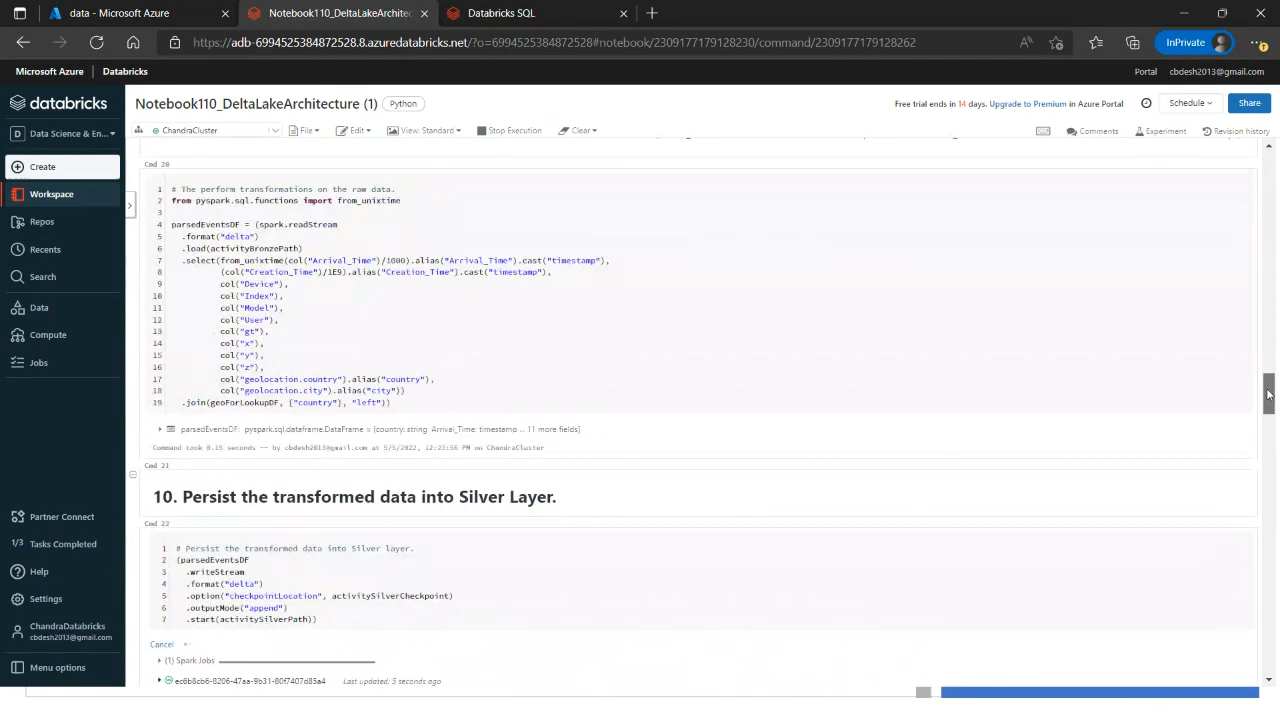 data - Microsoft Azure
Notebook110_DeltaLakeArchitec
Databricks SQL
https://adb-6994525384872528.8.azuredatabricks.net/?o=6994525384872528#notebook/2309177179128230/command/2309177179128262
InPrivate
Microsoft Azure
Databricks
Portal
cbdesh2013@gmail.com
databricks
Notebook110_DeltaLakeArchitecture (1)
Python
Free trial ends in 14 days. Upgrade to Premium in Azure Portal
Schedule
Share
D Data Science & En...
ChandraCluster
File
Edit
View: Standard
Stop Execution
Clear
Comments
Experiment
Revision history
Create
Workspace
Repos
Recents
Search
Data
Compute
Jobs
Partner Connect
1/3 Tasks Completed
Help
Settings
ChandraDatabricks
cbdesh2013@gmail.com
Menu options
Cmd 20
1 # The perform transformations on the raw data.
2 from pyspark.sql.functions import from_unixtime
3
4 parsedEventsDF = (spark.readStream
5 .format("delta")
6 .load(activityBronzePath)
7 .select(from_unixtime(col("Arrival_Time")/1000).alias("Arrival_Time").cast("timestamp"),
8 (col("Creation_Time")/1E9).alias("Creation_Time").cast("timestamp"),
9 col("Device"),
10 col("Index"),
11 col("Model"),
12 col("User"),
13 col("gt"),
14 col("x"),
15 col("y"),
16 col("z"),
17 col("geolocation.country").alias("country"),
18 col("geolocation.city").alias("city"))
19 .join(geoForLookupDF, ["country"], "left"))
parsedEventsDF: pyspark.sql.dataframe.DataFrame = [country: string, Arrival_Time: timestamp ... 11 more fields]
Command took 0.15 seconds -- by cbdesh2013@gmail.com at 5/5/2022, 12:23:56 PM on ChandraCluster
Cmd 21
10. Persist the transformed data into Silver Layer.
Cmd 22
1 # Persist the transformed data into Silver layer.
2 (parsedEventsDF
3 .writeStream
4 .format("delta")
5 .option("checkpointLocation", activitySilverCheckpoint)
6 .outputMode("append")
7 .start(activitySilverPath))
Cancel
(1) Spark Jobs
ec6b8cb6-8206-47aa-9b31-80f7407d85a4 Last updated: 5 seconds ago